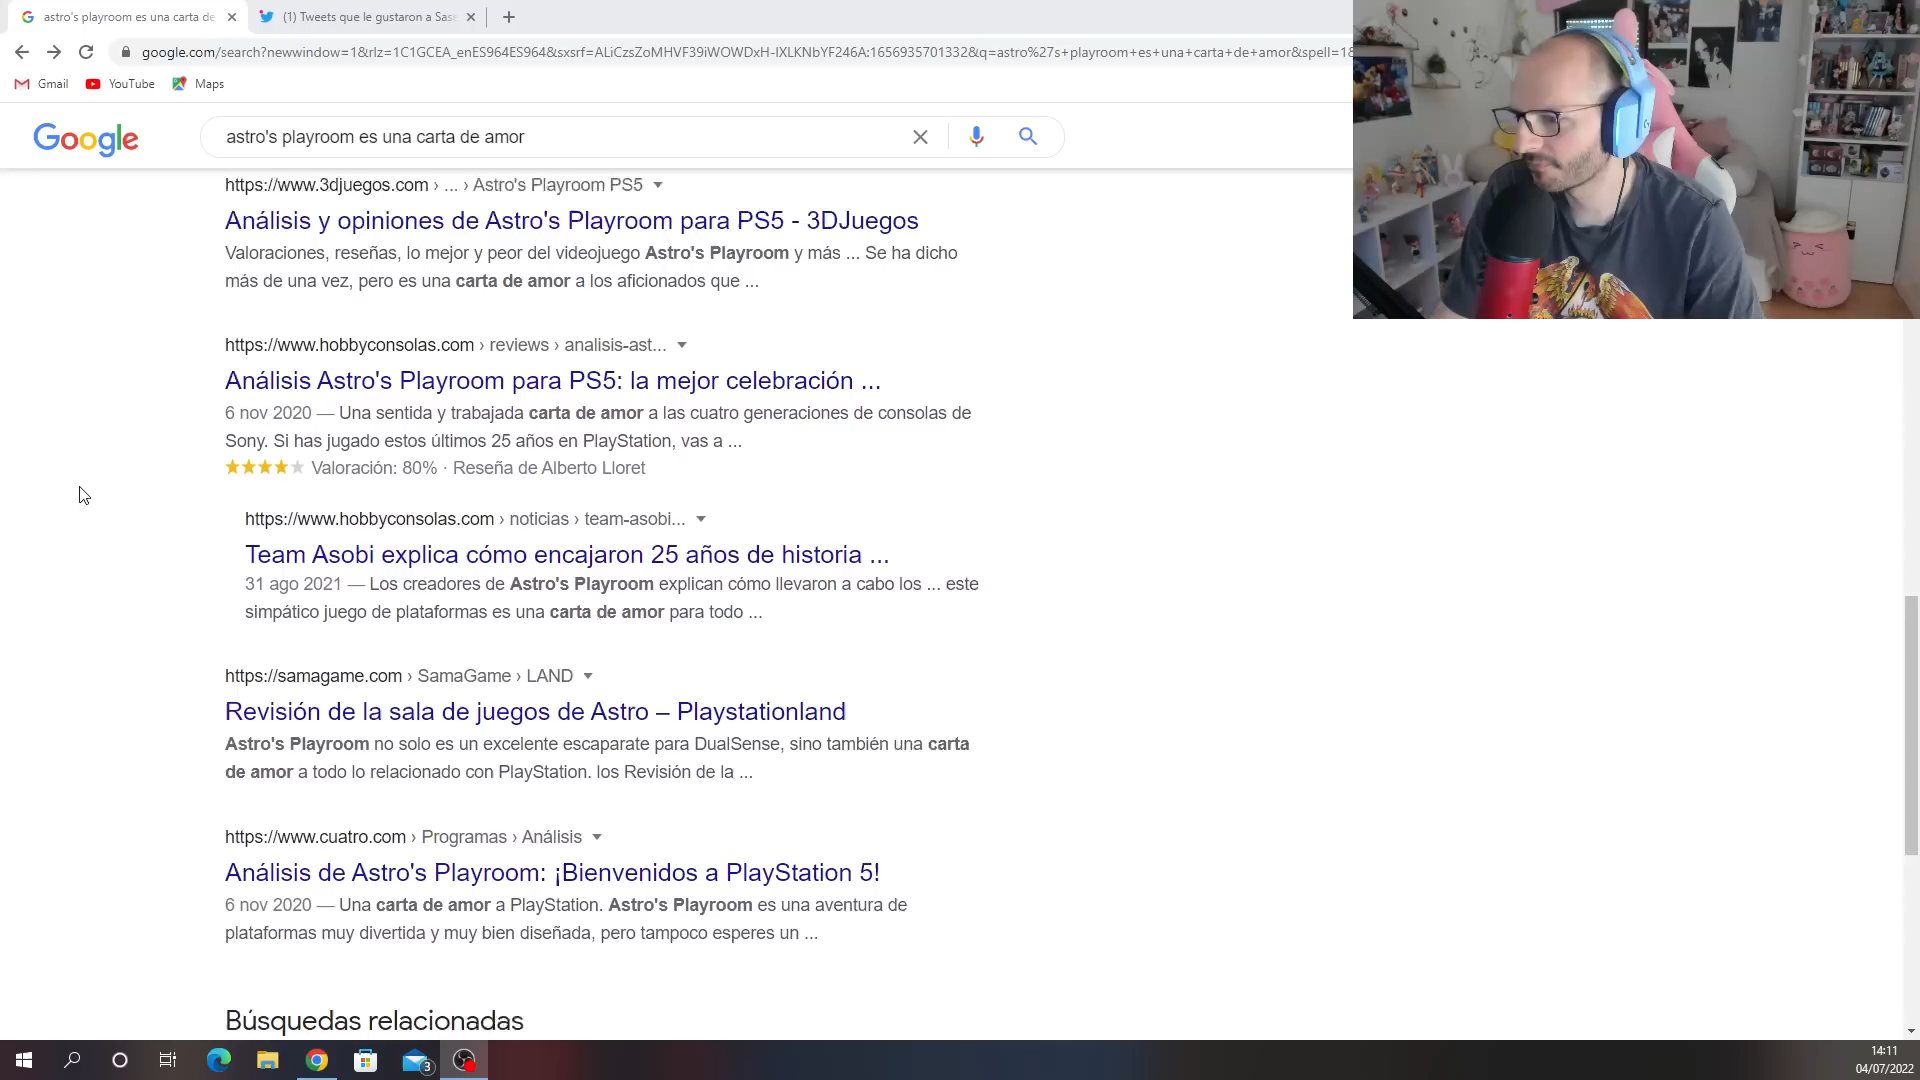 astro's playroom es una carta de
(1) Tweets que le gustaron a Sas
google.com/search?newwindow=1&rlz=1C1GCEA_enES964ES964&sxsrf=ALiCzsZoMHVF39iWOWDxH-IXLKNbYF246A:1656935701332&q=astro%27s+playroom+es+una+carta+de+amor&spell=1&
Gmail
YouTube
Maps
Google
astro's playroom es una carta de amor
https://www.3djuegos.com › ... › Astro's Playroom PS5
Análisis y opiniones de Astro's Playroom para PS5 - 3DJuegos
Valoraciones, reseñas, lo mejor y peor del videojuego Astro's Playroom y más ... Se ha dicho
más de una vez, pero es una carta de amor a los aficionados que ...
https://www.hobbyconsolas.com › reviews › analisis-ast...
Análisis Astro's Playroom para PS5: la mejor celebración ...
6 nov 2020 — Una sentida y trabajada carta de amor a las cuatro generaciones de consolas de
Sony. Si has jugado estos últimos 25 años en PlayStation, vas a ...
Valoración: 80% · Reseña de Alberto Lloret
https://www.hobbyconsolas.com › noticias › team-asobi...
Team Asobi explica cómo encajaron 25 años de historia ...
31 ago 2021 — Los creadores de Astro's Playroom explican cómo llevaron a cabo los ... este
simpático juego de plataformas es una carta de amor para todo ...
https://samagame.com › SamaGame › LAND
Revisión de la sala de juegos de Astro – Playstationland
Astro's Playroom no solo es un excelente escaparate para DualSense, sino también una carta
de amor a todo lo relacionado con PlayStation. los Revisión de la ...
https://www.cuatro.com › Programas › Análisis
Análisis de Astro's Playroom: ¡Bienvenidos a PlayStation 5!
6 nov 2020 — Una carta de amor a PlayStation. Astro's Playroom es una aventura de
plataformas muy divertida y muy bien diseñada, pero tampoco esperes un ...
Búsquedas relacionadas
3
14:11
04/07/2022